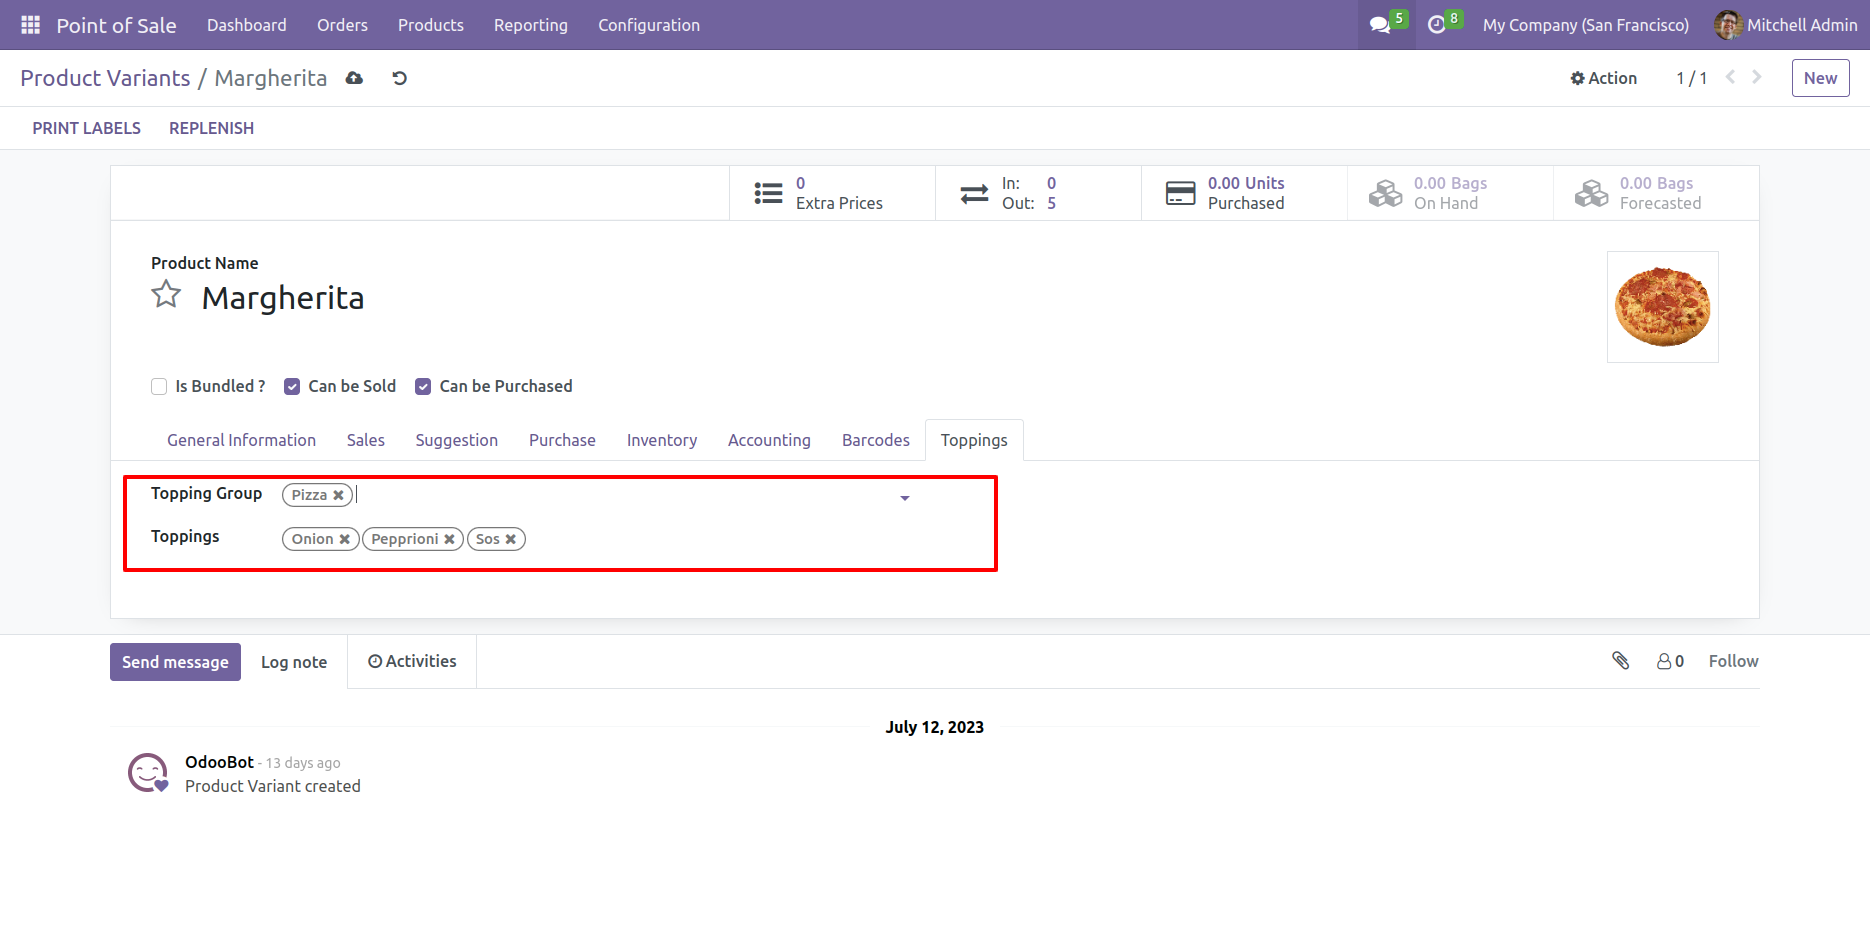 Point of Sale Dashboard Orders Products Reporting Configuration 5 8 My Company (San Francisco) Mitchell Admin
Product Variants / Margherita Action 1 / 1 New
PRINT LABELS REPLENISH
0 Extra Prices
In: 0
Out: 5
0.00 Units Purchased
0.00 Bags On Hand
0.00 Bags Forecasted
Product Name
Margherita
Is Bundled ? Can be Sold Can be Purchased
General Information Sales Suggestion Purchase Inventory Accounting Barcodes Toppings
Topping Group Pizza
Toppings Onion Pepprioni Sos
Send message Log note Activities 0 Follow
July 12, 2023
OdooBot - 13 days ago
Product Variant created